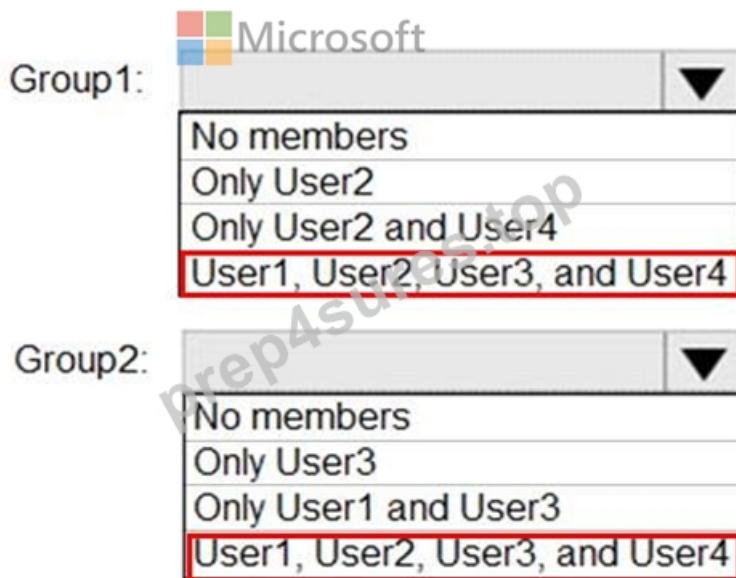 Microsoft
Group1:
No members
Only User2
Only User2 and User4
User1, User2, User3, and User4
prep4sures.top
Group2:
No members
Only User3
Only User1 and User3
User1, User2, User3, and User4